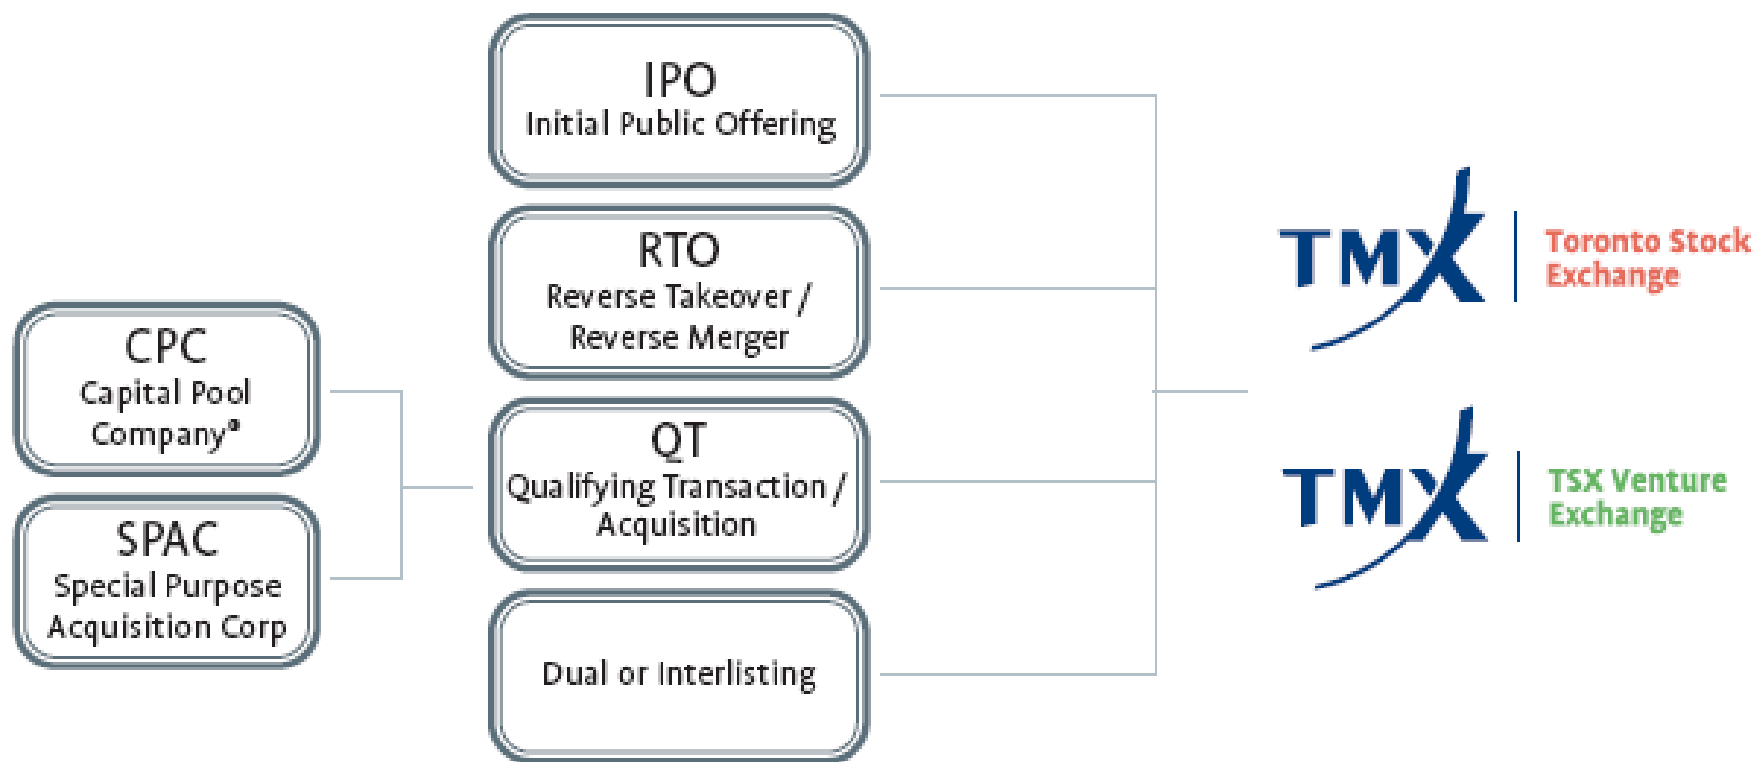 IPO
Initial Public Offering
RTO
Reverse Takeover /
Reverse Merger
CPC
Capital Pool
Company®
QT
Qualifying Transaction /
Acquisition
SPAC
Special Purpose
Acquisition Corp
Dual or Interlisting
TMX
Toronto Stock
Exchange
TMX
TSX Venture
Exchange